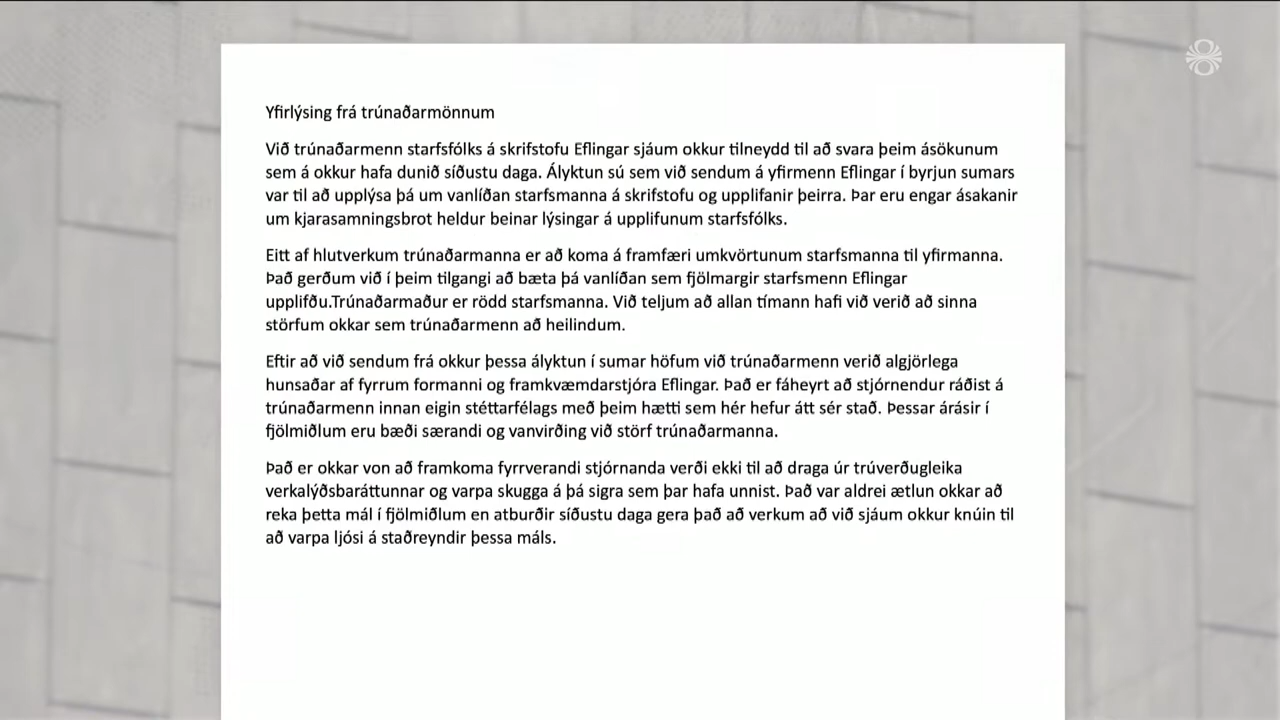 Yfirlýsing frá trúnaðarmönnum
Við trúnaðarmenn starfsfólks á skrifstofu Eflingar sjáum okkur tilneydd til að svara þeim ásökunum
sem á okkur hafa dunið síðustu daga. Ályktun sú sem við sendum á yfirmenn Eflingar í byrjun sumars
var til að upplýsa þá um vanlíðan starfsmanna á skrifstofu og upplifanir þeirra. Þar eru engar ásakanir
um kjarasamningsbrot heldur beinar lýsingar á upplifunum starfsfólks.
Eitt af hlutverkum trúnaðarmanna er að koma á framfæri umkvörtunum starfsmanna til yfirmanna.
Það gerðum við í þeim tilgangi að bæta þá vanlíðan sem fjölmargir starfsmenn Eflingar
upplifðu.Trúnaðarmaður er rödd starfsmanna. Við teljum að allan tímann hafi við verið að sinna
störfum okkar sem trúnaðarmenn að heilindum.
Eftir að við sendum frá okkur þessa ályktun í sumar höfum við trúnaðarmenn verið algjörlega
hunsaðar af fyrrum formanni og framkvæmdarstjóra Eflingar. Það er fáheyrt að stjórnendur ráðist á
trúnaðarmenn innan eigin stéttarfélags með þeim hætti sem hér hefur átt sér stað. Þessar árásir í
fjölmiðlum eru bæði særandi og vanvirðing við störf trúnaðarmanna.
Það er okkar von að framkoma fyrrverandi stjórnanda verði ekki til að draga úr trúverðugleika
verkalýðsbaráttunnar og varpa skugga á þá sigra sem þar hafa unnist. Það var aldrei ætlun okkar að
reka þetta mál í fjölmiðlum en atburðir síðustu daga gera það að verkum að við sjáum okkur knúin til
að varpa ljósi á staðreyndir þessa máls.